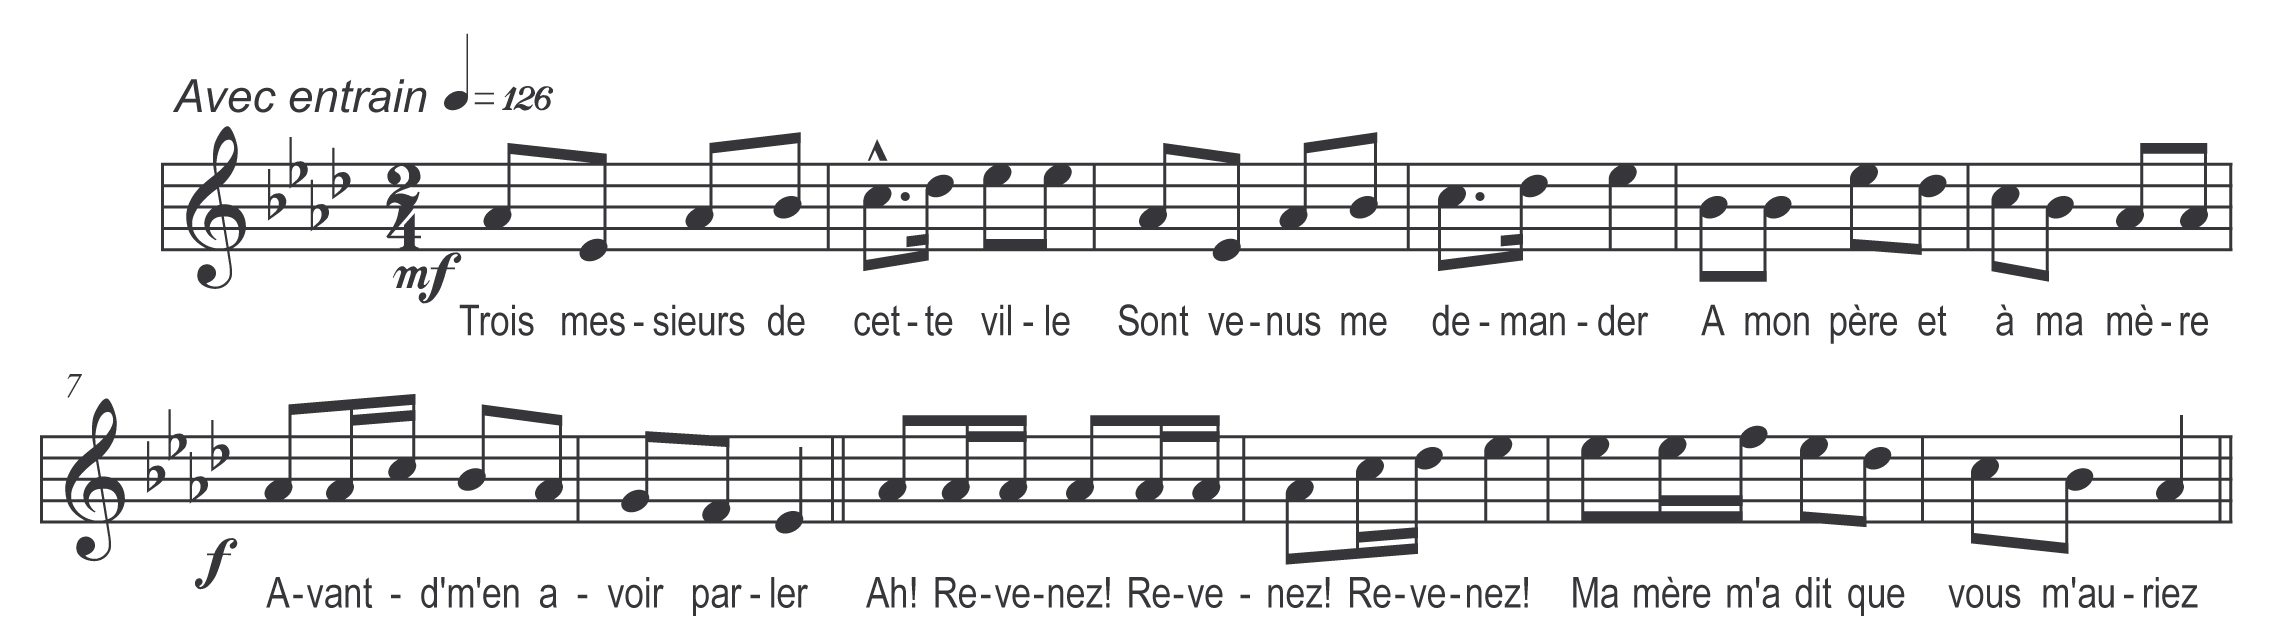 Avec entrain = 126
mf
Trois mes - sieurs de cet - te vil - le Sont ve - nus me de - man - der A mon père et à ma mè - re
7
f
A - vant - d'm'en a - voir par - ler Ah! Re - ve - nez! Re - ve - nez! Re - ve - nez! Ma mère m'a dit que vous m'au - riez